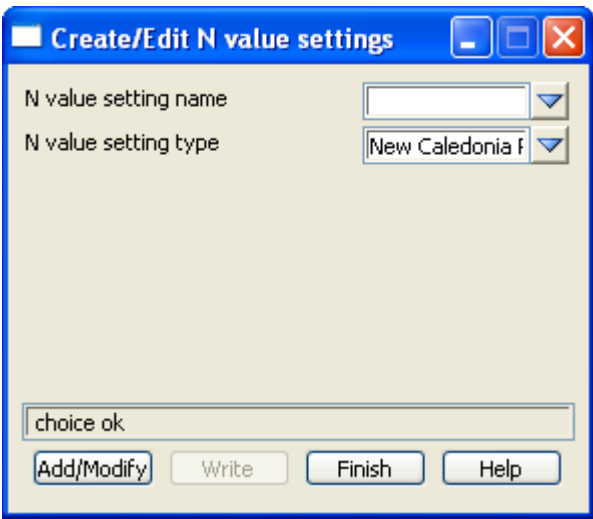 Create/Edit N value settings
N value setting name
N value setting type New Caledonia F
choice ok
Add/Modify Write Finish Help